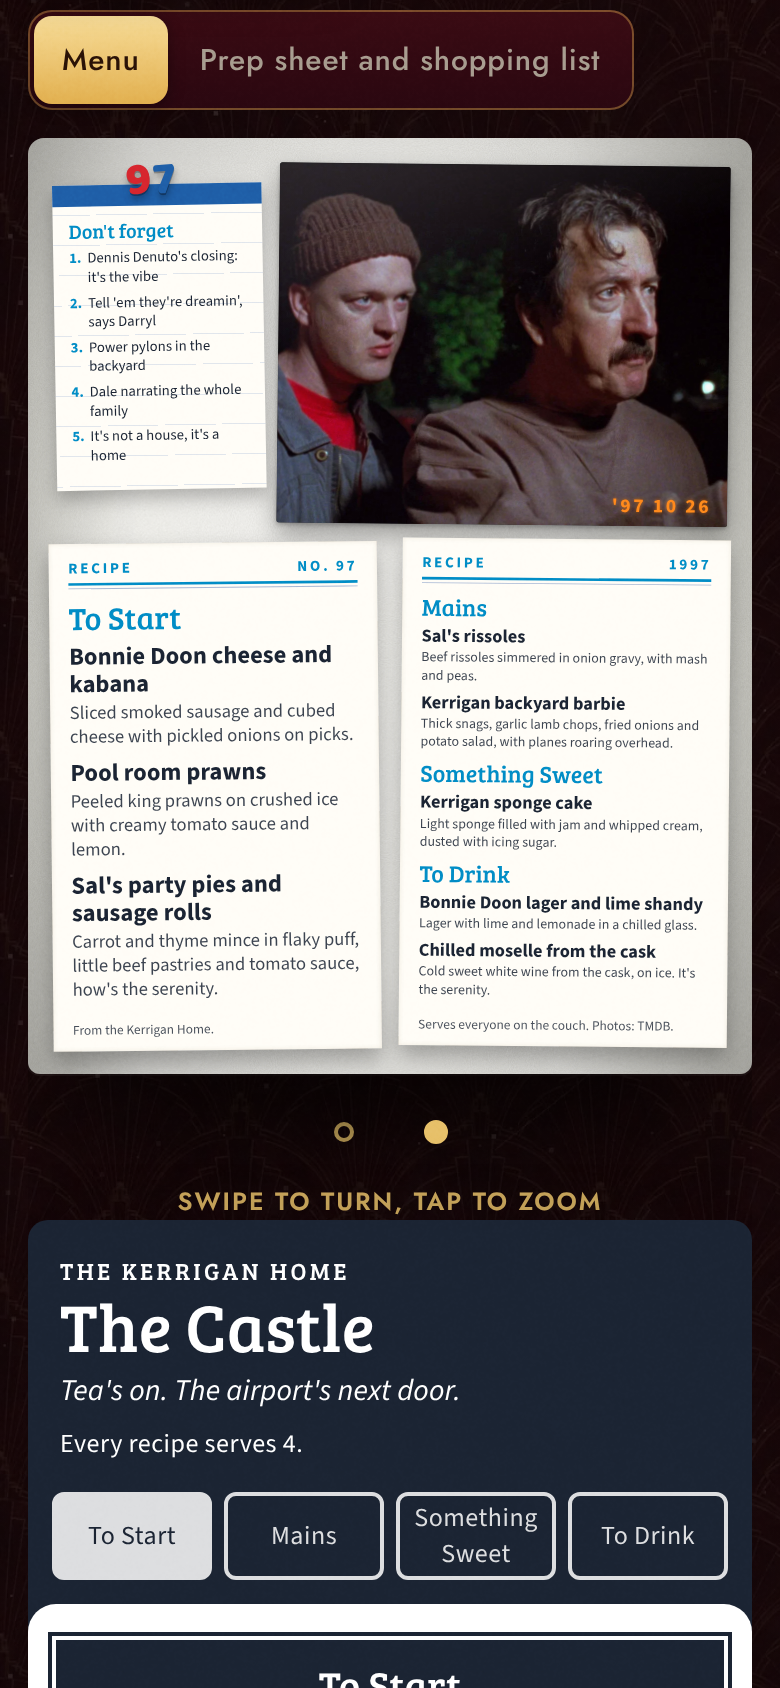 Menu
Prep sheet and shopping list
97
Don't forget
1. Dennis Denuto's closing:
it's the vibe
2. Tell 'em they're dreamin',
says Darryl
3. Power pylons in the
backyard
4. Dale narrating the whole
family
5. It's not a house, it's a
home
'97 10 26
RECIPE NO. 97
To Start
Bonnie Doon cheese and
kabana
Sliced smoked sausage and cubed
cheese with pickled onions on picks.
Pool room prawns
Peeled king prawns on crushed ice
with creamy tomato sauce and
lemon.
Sal's party pies and
sausage rolls
Carrot and thyme mince in flaky puff,
little beef pastries and tomato sauce,
how's the serenity.
From the Kerrigan Home.
RECIPE 1997
Mains
Sal's rissoles
Beef rissoles simmered in onion gravy, with mash
and peas.
Kerrigan backyard barbie
Thick snags, garlic lamb chops, fried onions and
potato salad, with planes roaring overhead.
Something Sweet
Kerrigan sponge cake
Light sponge filled with jam and whipped cream,
dusted with icing sugar.
To Drink
Bonnie Doon lager and lime shandy
Lager with lime and lemonade in a chilled glass.
Chilled moselle from the cask
Cold sweet white wine from the cask, on ice. It's
the serenity.
Serves everyone on the couch. Photos: TMDB.
SWIPE TO TURN, TAP TO ZOOM
THE KERRIGAN HOME
The Castle
Tea's on. The airport's next door.
Every recipe serves 4.
To Start
Mains
Something
Sweet
To Drink
To Start